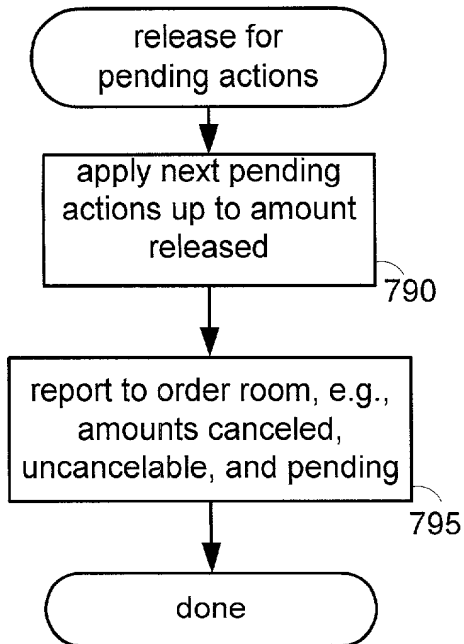 release for
pending actions
apply next pending
actions up to amount
released
790
report to order room, e.g.,
amounts canceled,
uncancelable, and pending
795
done